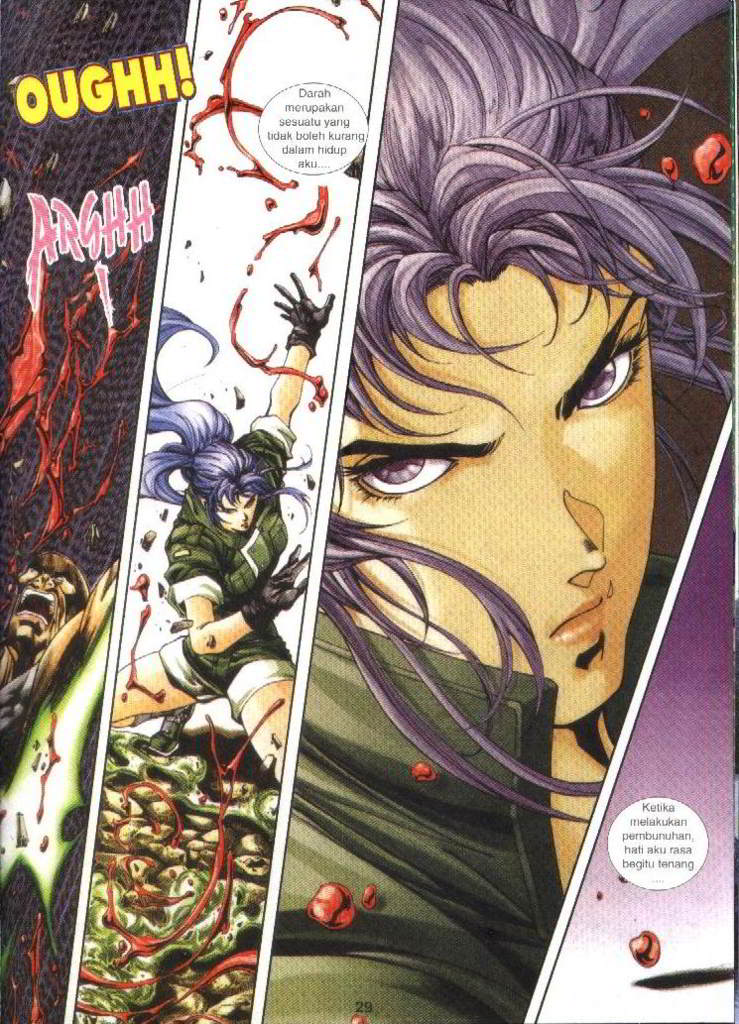 OUGHH!
ARGHH
!
Darah
merupakan
sesuatu yang
tidak boleh kurang
dalam hidup
aku....
Ketika
melakukan
pembunuhan,
hati aku rasa
begitu tenang
....
29